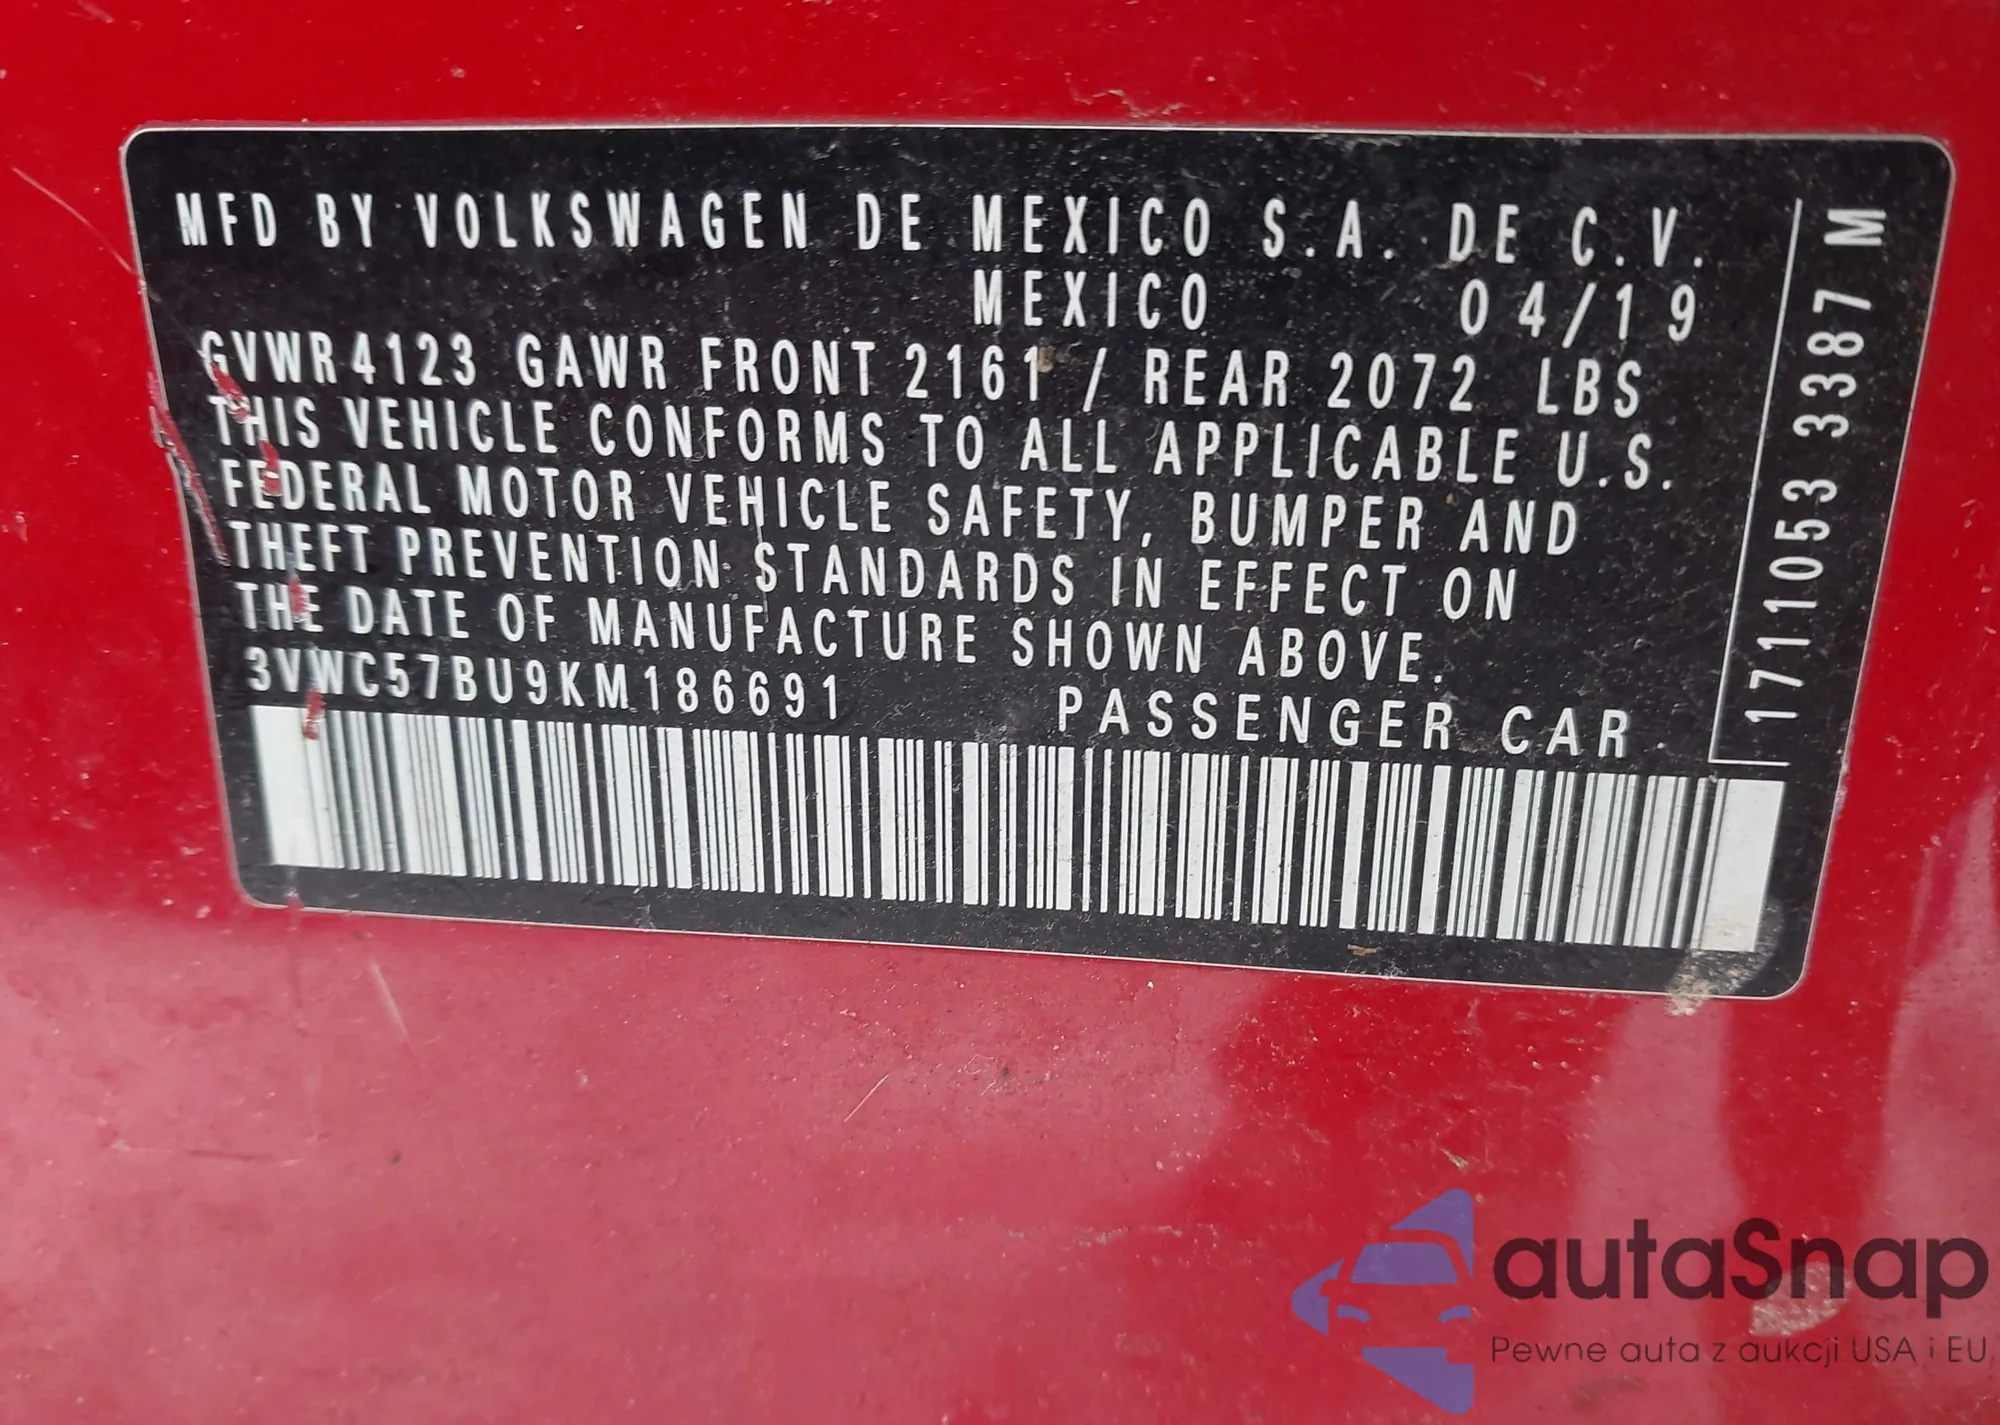 MFD BY VOLKSWAGEN DE MEXICO S.A. DE C.V.
MEXICO 04/19
GVWR 4123 GAWR FRONT 2161 / REAR 2072 LBS
THIS VEHICLE CONFORMS TO ALL APPLICABLE U.S.
FEDERAL MOTOR VEHICLE SAFETY, BUMPER AND
THEFT PREVENTION STANDARDS IN EFFECT ON
THE DATE OF MANUFACTURE SHOWN ABOVE.
3VWC57BU9KM186691 PASSENGER CAR
1711053 3387 M
autaSnap
Pewne auta z aukcji USA i EU